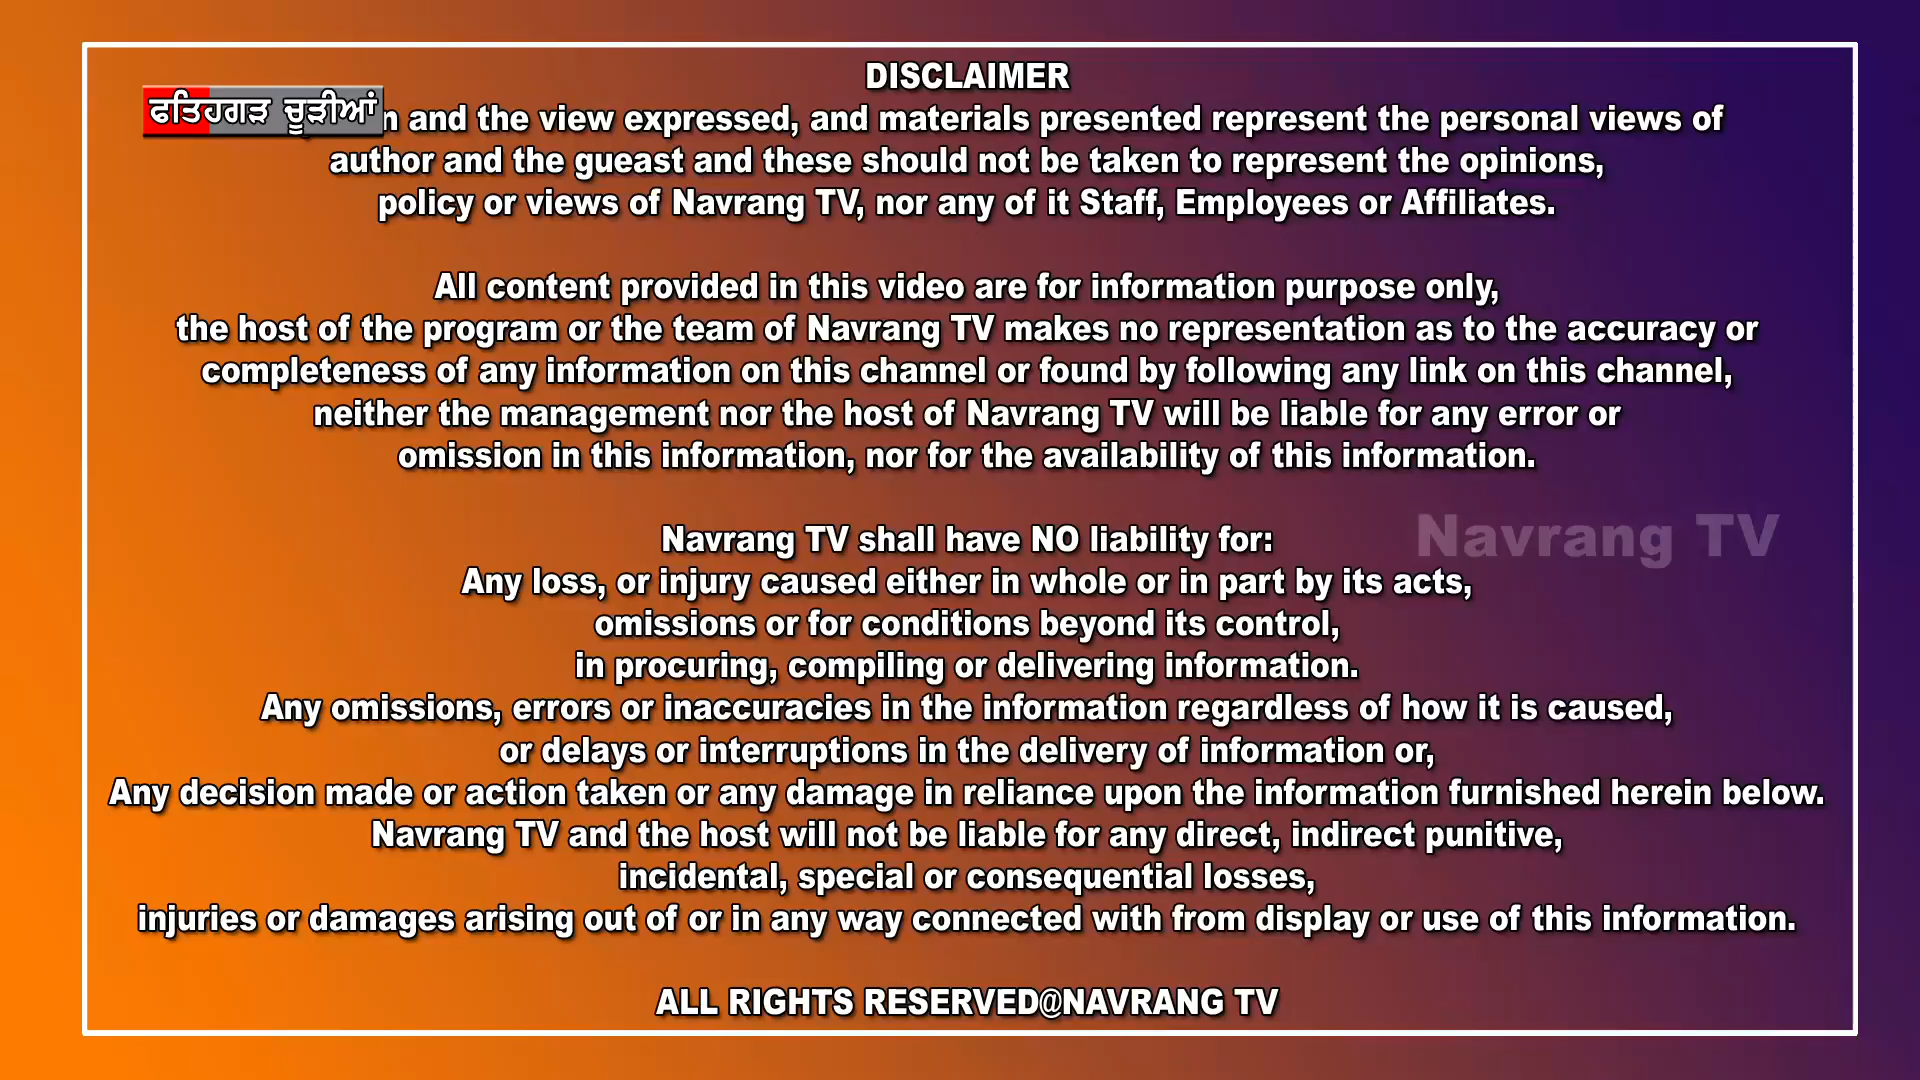 DISCLAIMER
ਫਤਿਹਗੜ ਚੂੜੀਆਂ
and the view expressed, and materials presented represent the personal views of
author and the gueast and these should not be taken to represent the opinions,
policy or views of Navrang TV, nor any of it Staff, Employees or Affiliates.
All content provided in this video are for information purpose only,
the host of the program or the team of Navrang TV makes no representation as to the accuracy or
completeness of any information on this channel or found by following any link on this channel,
neither the management nor the host of Navrang TV will be liable for any error or
omission in this information, nor for the availability of this information.
Navrang TV shall have NO liability for:
Navrang TV
Any loss, or injury caused either in whole or in part by its acts,
omissions or for conditions beyond its control,
in procuring, compiling or delivering information.
Any omissions, errors or inaccuracies in the information regardless of how it is caused,
or delays or interruptions in the delivery of information or,
Any decision made or action taken or any damage in reliance upon the information furnished herein below.
Navrang TV and the host will not be liable for any direct, indirect punitive,
incidental, special or consequential losses,
injuries or damages arising out of or in any way connected with from display or use of this information.
ALL RIGHTS RESERVED@NAVRANG TV